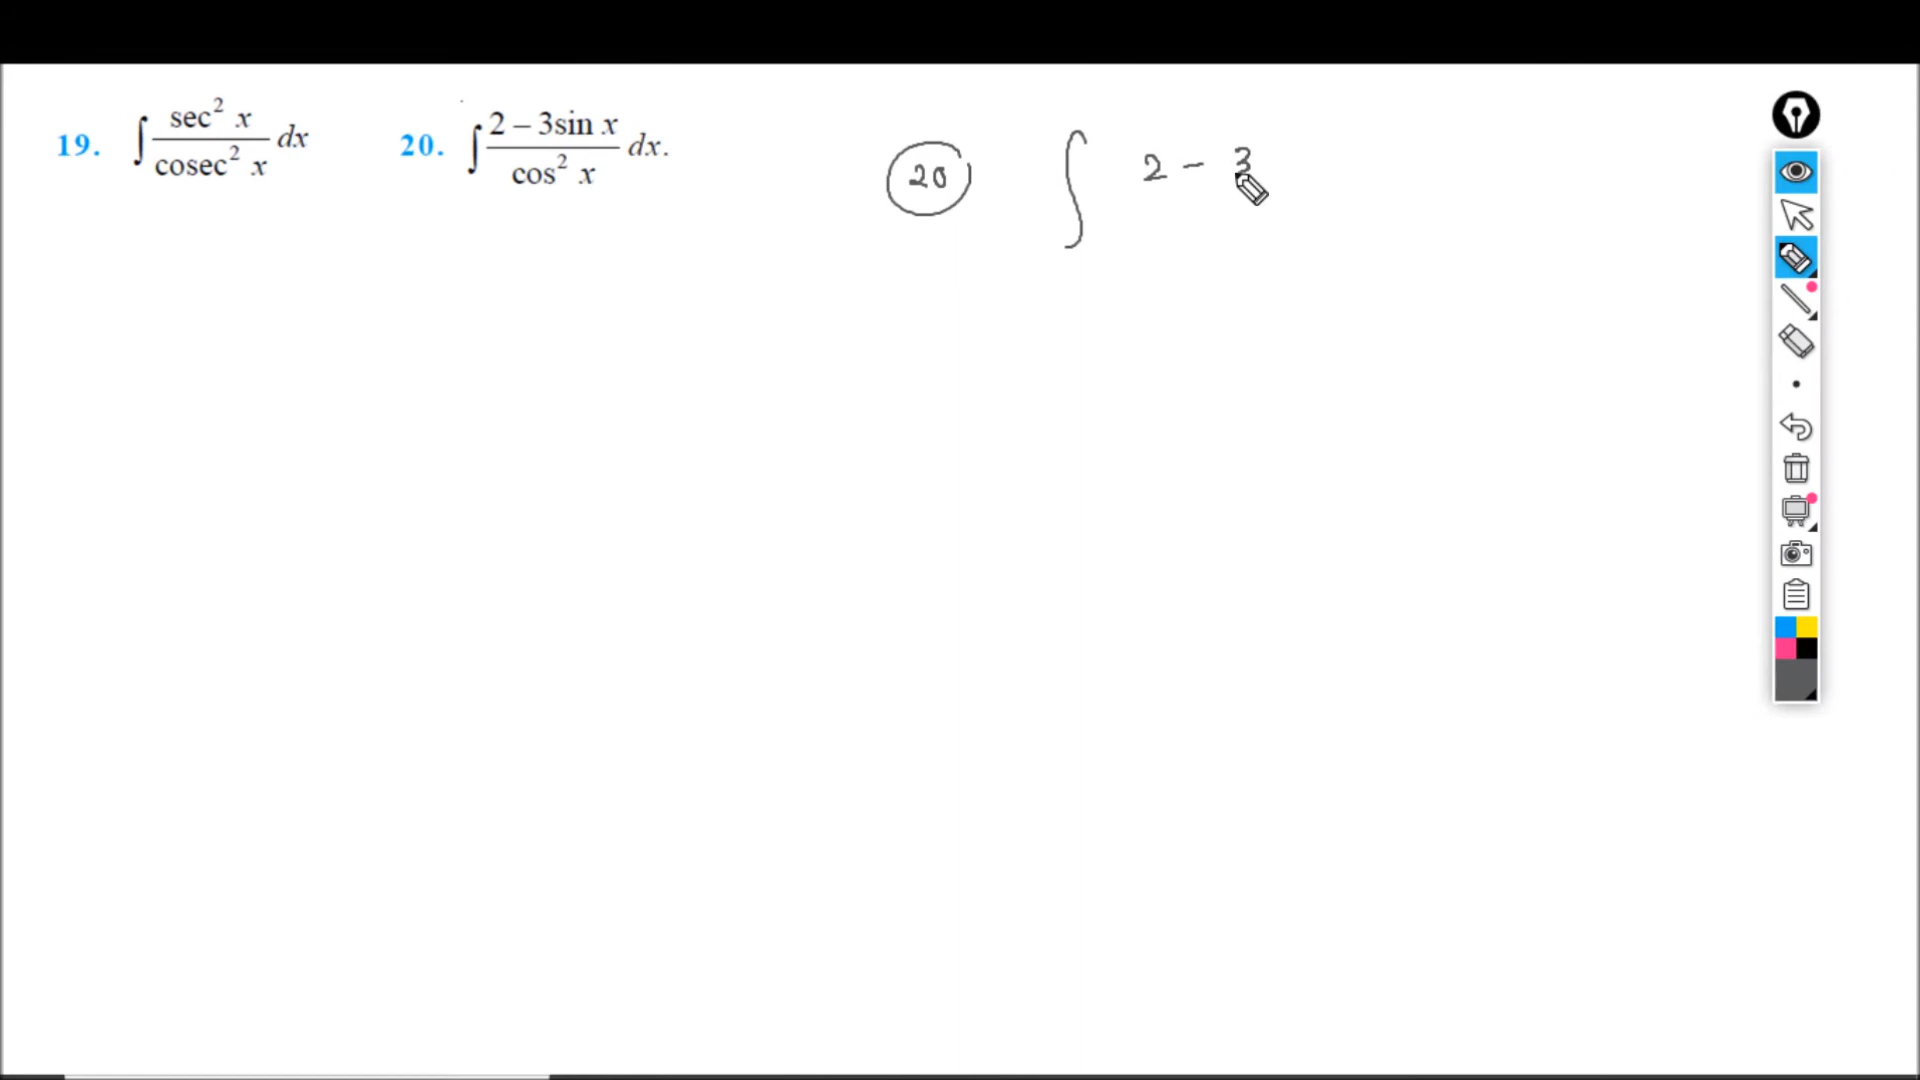 19. ∫ sec² x / cosec² x dx
20. ∫ 2 – 3sin x / cos² x dx.
20 ∫ 2 - 3